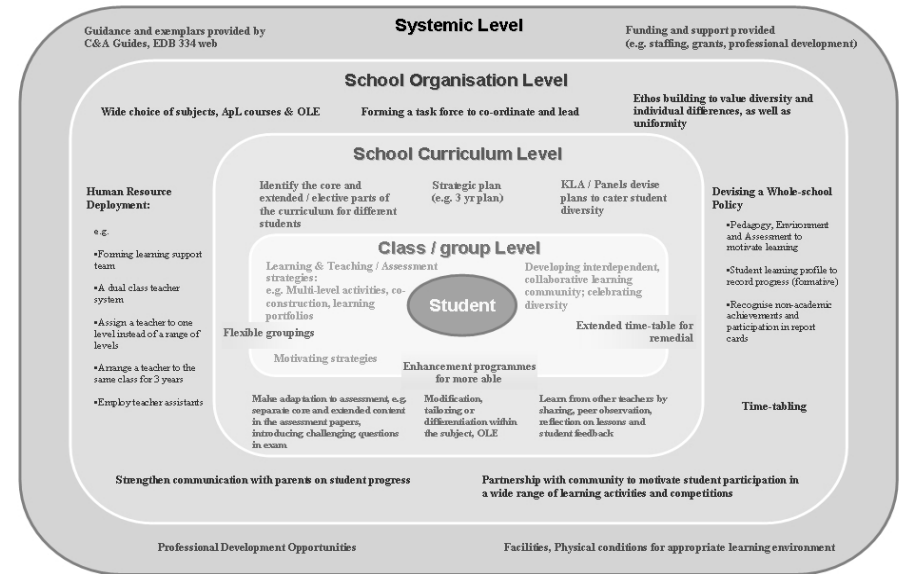 Systemic Level
Guidance and exemplars provided by
C&A Guides, EDB 334 web
Funding and support provided
(e.g. staffing, grants, professional development)
School Organisation Level
Wide choice of subjects, ApL courses & OLE
Forming a task force to co-ordinate and lead
Ethos building to value diversity and
individual differences, as well as
uniformity
School Curriculum Level
Identify the core and
extended / elective parts of
the curriculum for different
students
Strategic plan
(e.g. 3 yr plan)
KLA / Panels devise
plans to cater student
diversity
Human Resource
Deployment:
e.g.
•Forming learning support
team
•A dual class teacher
system
•Assign a teacher to one
level instead of a range of
levels
•Arrange a teacher to the
same class for 3 years
•Employ teacher assistants
Class / group Level
Learning & Teaching / Assessment
strategies:
e.g. Multi-level activities, co-
construction, learning
portfolios
Developing interdependent,
collaborative learning
community; celebrating
diversity
Student
Flexible groupings
Extended time-table for
remedial
Motivating strategies
Enhancement programmes
for more able
Make adaptation to assessment, e.g.
separate core and extended content
in the assessment papers,
introducing challenging questions
in exam
Modification,
tailoring or
differentiation within
the subject, OLE
Learn from other teachers by
sharing, peer observation,
reflection on lessons and
student feedback
Devising a Whole-school
Policy
•Pedagogy, Environment
and Assessment to
motivate learning
•Student learning profile to
record progress (formative)
•Recognise non-academic
achievements and
participation in report
cards
Time-tabling
Strengthen communication with parents on student progress
Partnership with community to motivate student participation in
a wide range of learning activities and competitions
Professional Development Opportunities
Facilities, Physical conditions for appropriate learning environment